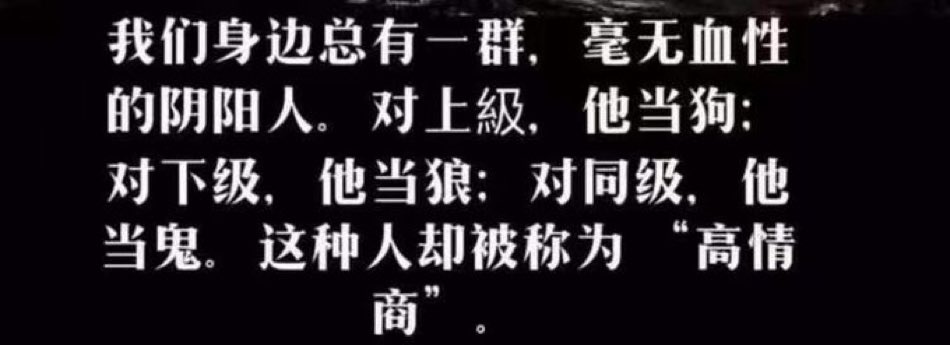 我们身边总有一群，毫无血性
的阴阳人。对上級，他当狗；
对下级，他当狼；对同级，他
当鬼。这种人却被称为 “高情
商”。